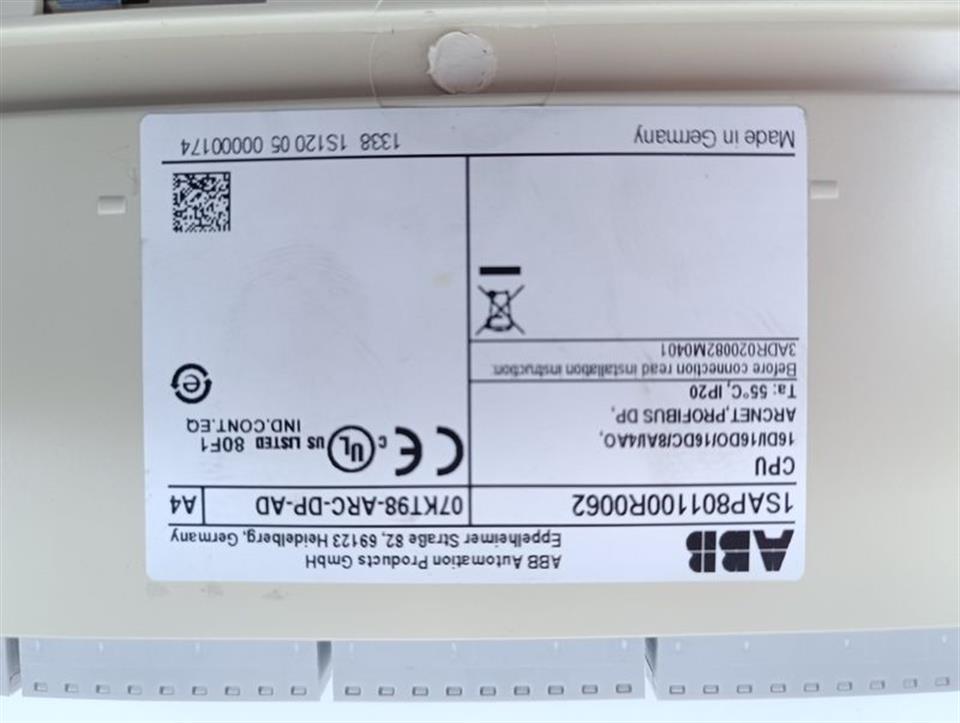 ABB
ABB Automation Products GmbH
Eppelheimer Straße 82, 69123 Heidelberg, Germany
1SAP801100R0062
07KT98-ARC-DP-AD
A4
CPU
16DI/16DO/16DC/8AI/4AO,
ARCNET,PROFIBUS DP,
Ta: 55°C, IP20
Before connection read installation instruction:
3ADR020082M0401
CE
c UL US LISTED 80F1
IND.CONT.EQ
e
Made in Germany
1338 1S120 05 00000174